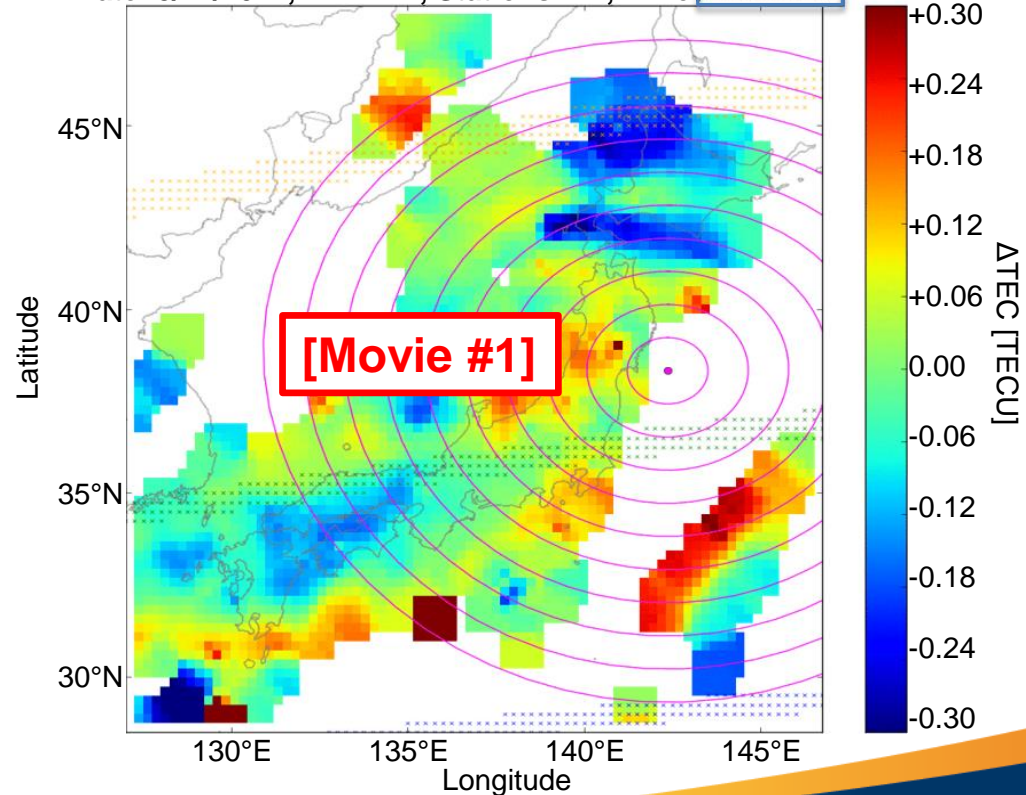 +0.30
+0.24
+0.18
+0.12
+0.06
0.00
-0.06
-0.12
-0.18
-0.24
-0.30
ΔTEC [TECU]
45°N
40°N
35°N
30°N
Latitude
[Movie #1]
130°E
135°E
140°E
145°E
Longitude